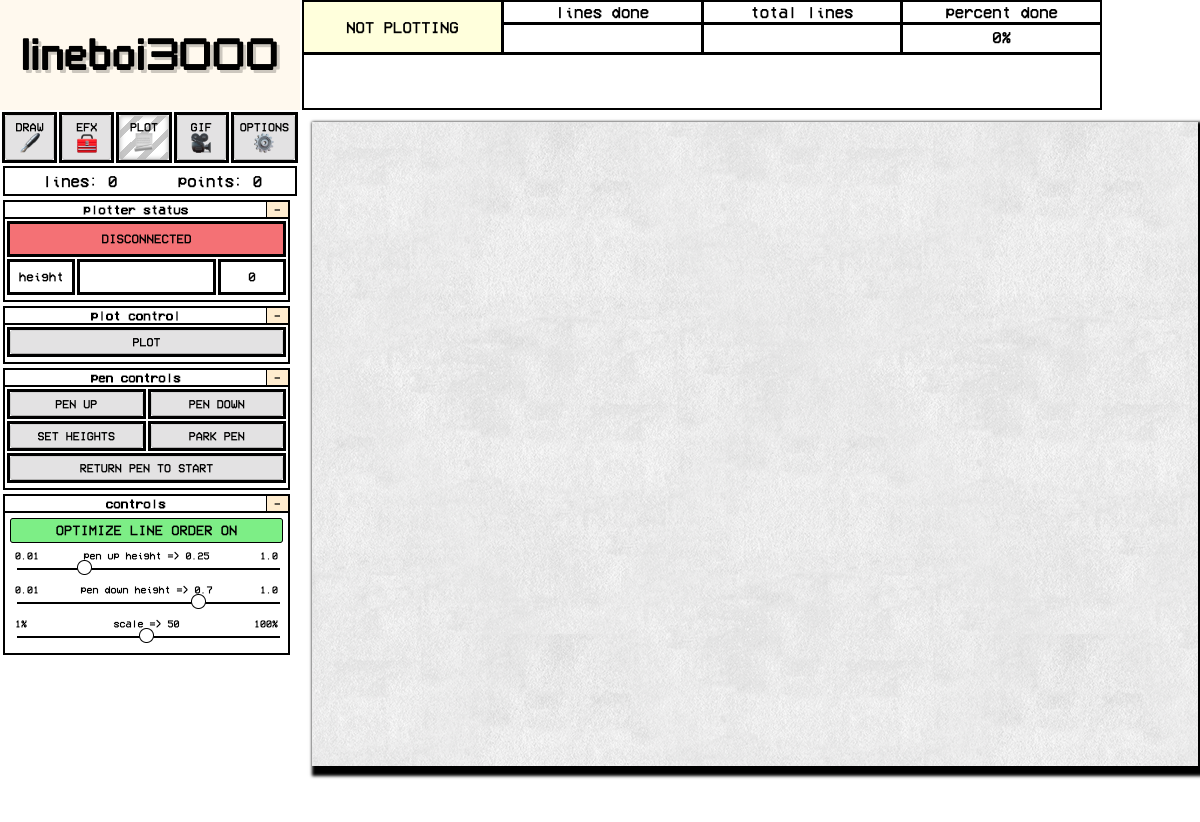 lineboi3000
NOT PLOTTING
lines done
total lines
percent done
0%
DRAW
EFX
PLOT
GIF
OPTIONS
lines: 0
points: 0
plotter status
-
DISCONNECTED
height
0
plot control
-
PLOT
pen controls
-
PEN UP
PEN DOWN
SET HEIGHTS
PARK PEN
RETURN PEN TO START
controls
-
OPTIMIZE LINE ORDER ON
0.01
pen up height => 0.25
1.0
0.01
pen down height => 0.7
1.0
1%
scale => 50
100%